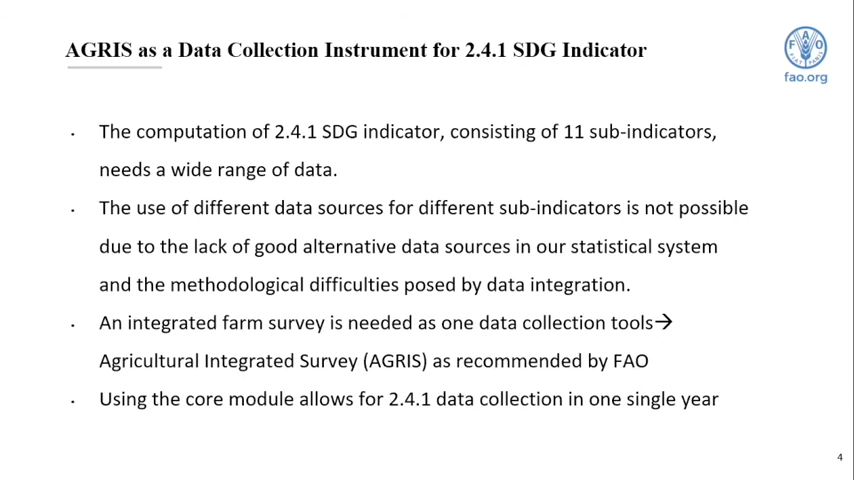 AGRIS as a Data Collection Instrument for 2.4.1 SDG Indicator
F A O
FIAT PANIS
fao.org
· The computation of 2.4.1 SDG indicator, consisting of 11 sub-indicators,
needs a wide range of data.
· The use of different data sources for different sub-indicators is not possible
due to the lack of good alternative data sources in our statistical system
and the methodological difficulties posed by data integration.
· An integrated farm survey is needed as one data collection tools→
Agricultural Integrated Survey (AGRIS) as recommended by FAO
· Using the core module allows for 2.4.1 data collection in one single year
4